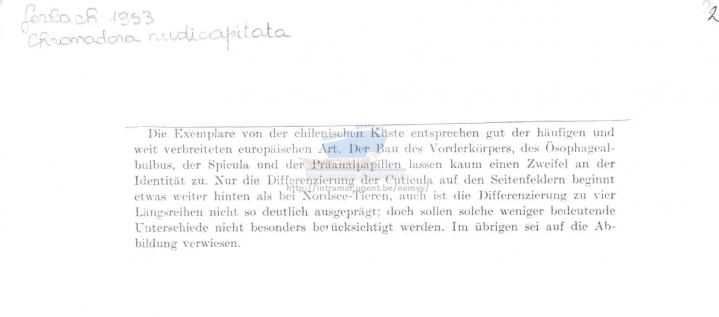 Gerlach 1953
Chromadora nudicapitata
2
Die Exemplare von der chilenischen Küste entsprechen gut der häufigen und
weit verbreiteten europäischen Art. Der Bau des Vorderkörpers, des Ösophageal-
bulbus, der Spicula und der Präanalpapillen lassen kaum einen Zweifel an der
Identität zu. Nur die Differenzierung der Cuticula auf den Seitenfeldern beginnt
http://intramar.ugent.be/nemys/
etwas weiter hinten als bei Nordsee-Tieren, auch ist die Differenzierung zu vier
Längsreihen nicht so deutlich ausgeprägt; doch sollen solche weniger bedeutende
Unterschiede nicht besonders berücksichtigt werden. Im übrigen sei auf die Ab-
bildung verwiesen.